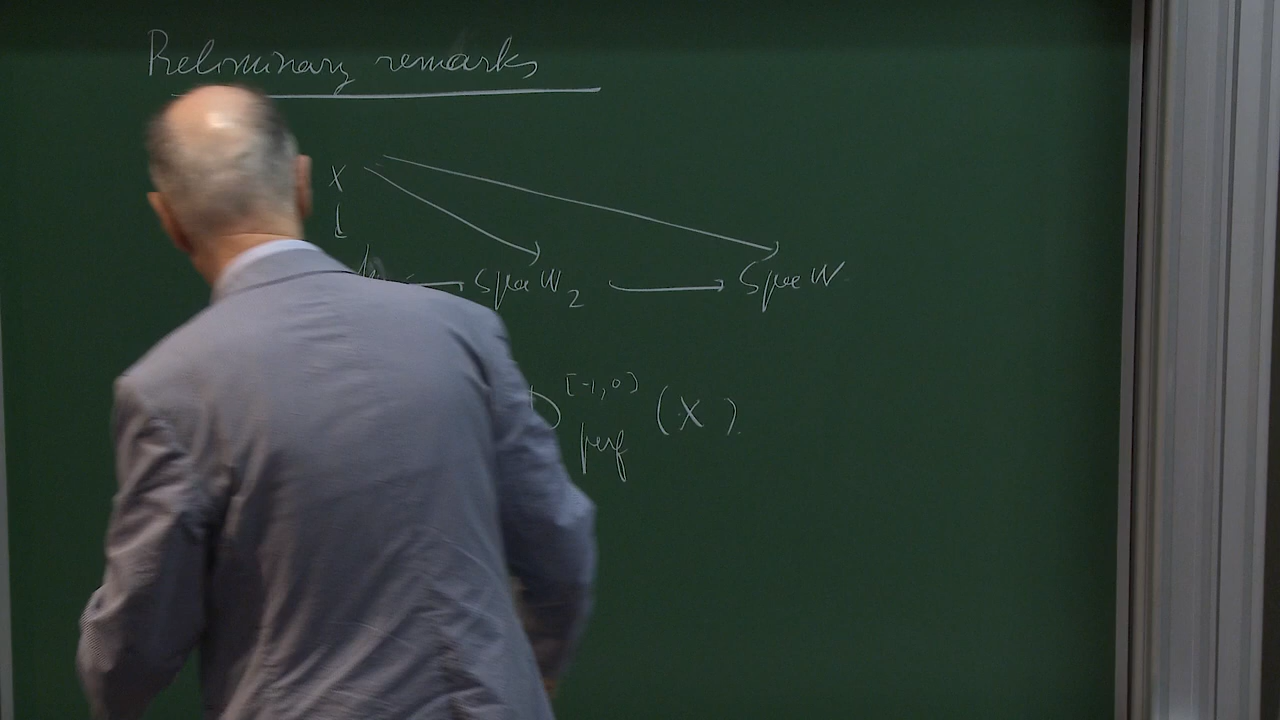 Preliminary remarks
X
k → Spec W₂ → Spec W
D^{[-1,0)}_{perf} (X).